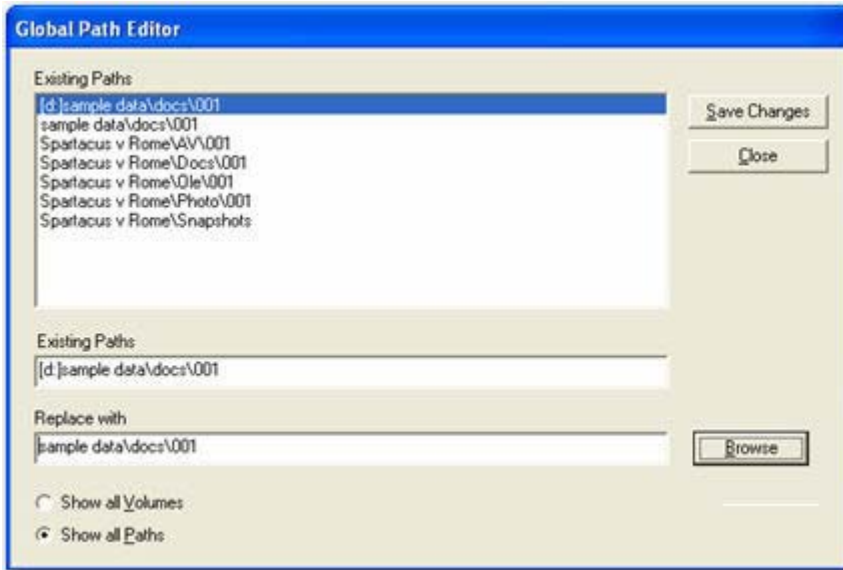 Global Path Editor
Existing Paths
[d:]sample data\docs\001
sample data\docs\001
Spartacus v Rome\AV\001
Spartacus v Rome\Docs\001
Spartacus v Rome\Ole\001
Spartacus v Rome\Photo\001
Spartacus v Rome\Snapshots
Save Changes
Close
Existing Paths
[d:]sample data\docs\001
Replace with
sample data\docs\001
Browse
Show all Volumes
Show all Paths